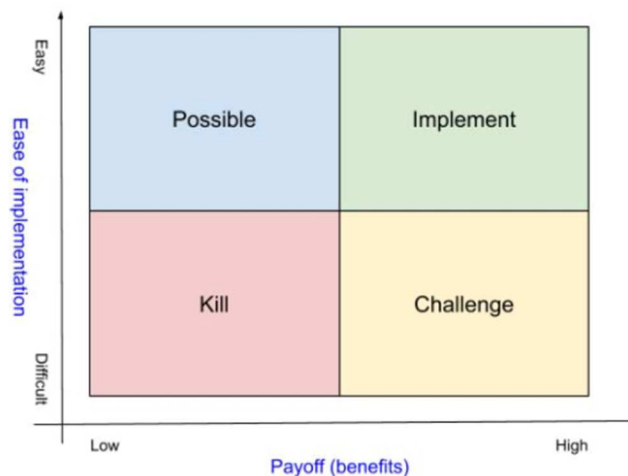 Easy
Ease of implementation
Difficult
Possible
Implement
Kill
Challenge
Low
High
Payoff (benefits)